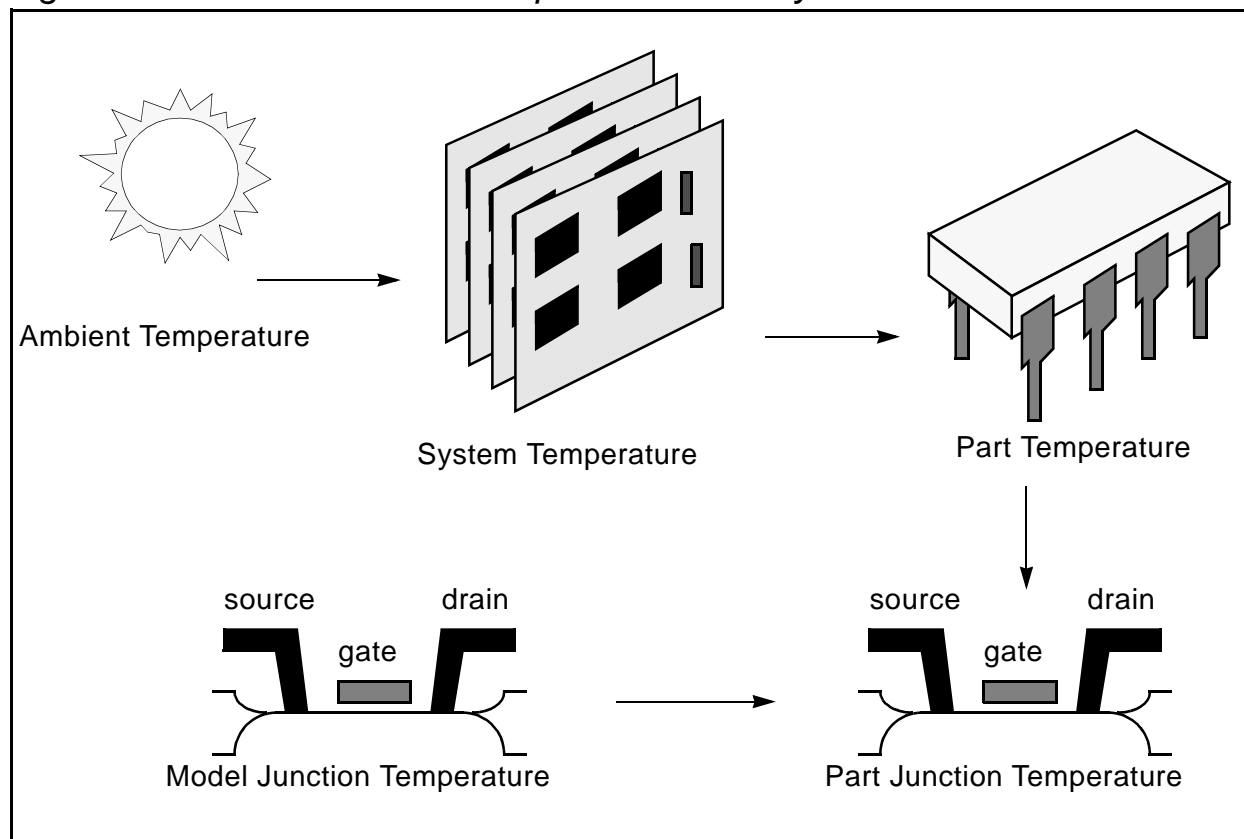 Ambient Temperature
System Temperature
Part Temperature
source
drain
gate
Model Junction Temperature
source
drain
gate
Part Junction Temperature